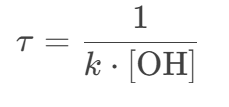 τ = 1 / (k · [OH])